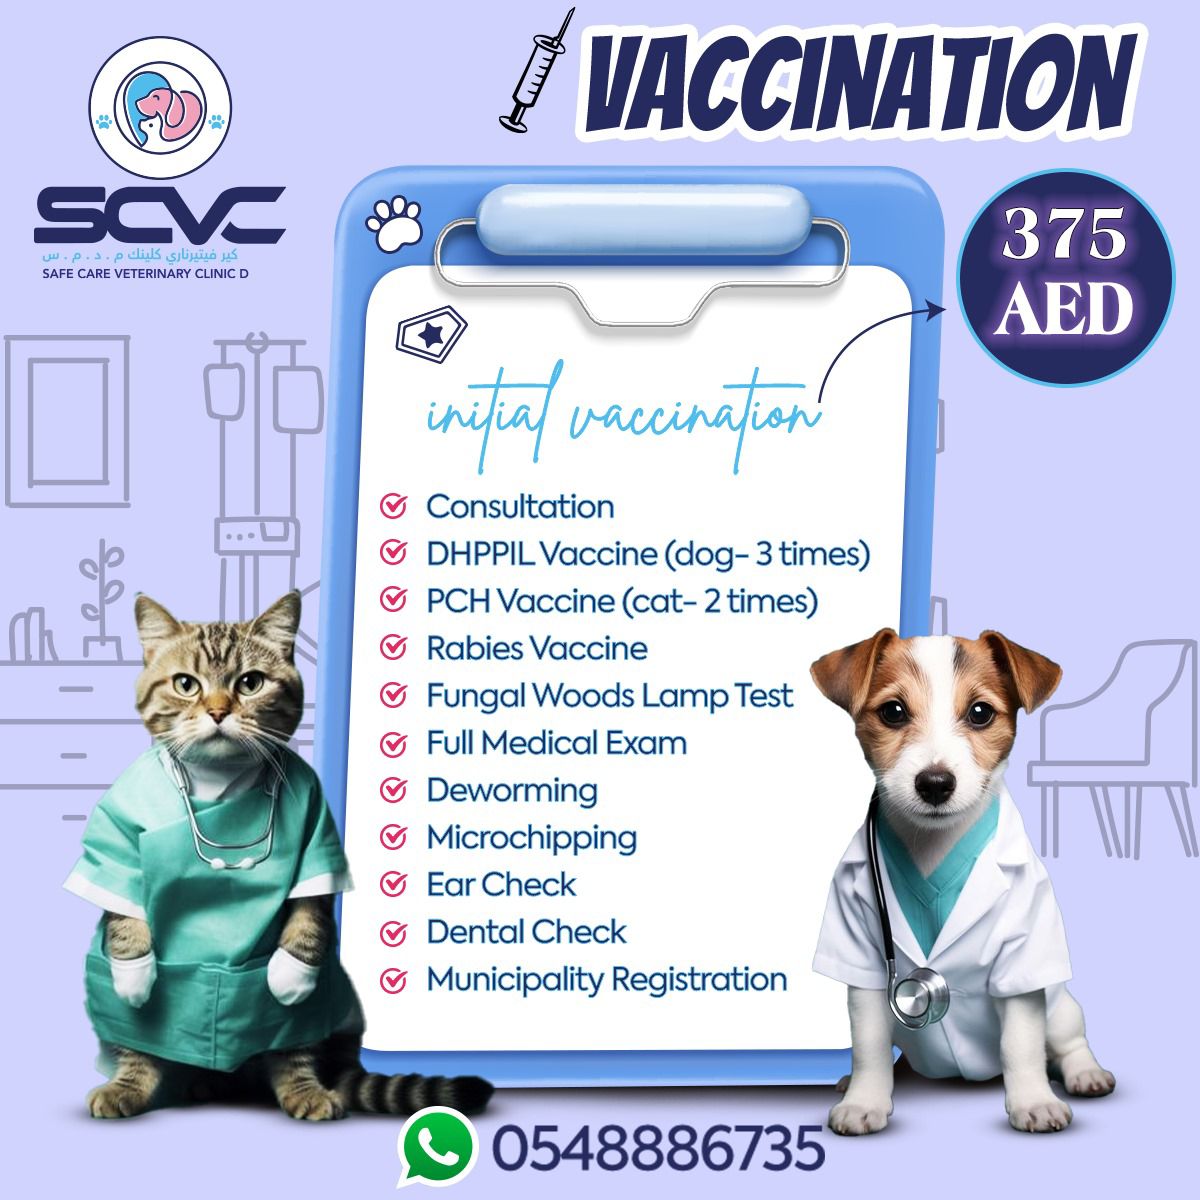 VACCINATION
SCVC
كير فيتيرناري كلينك م . د . م . س
SAFE CARE VETERINARY CLINIC D
375
AED
initial vaccination
Consultation
DHPPIL Vaccine (dog- 3 times)
PCH Vaccine (cat- 2 times)
Rabies Vaccine
Fungal Woods Lamp Test
Full Medical Exam
Deworming
Microchipping
Ear Check
Dental Check
Municipality Registration
0548886735